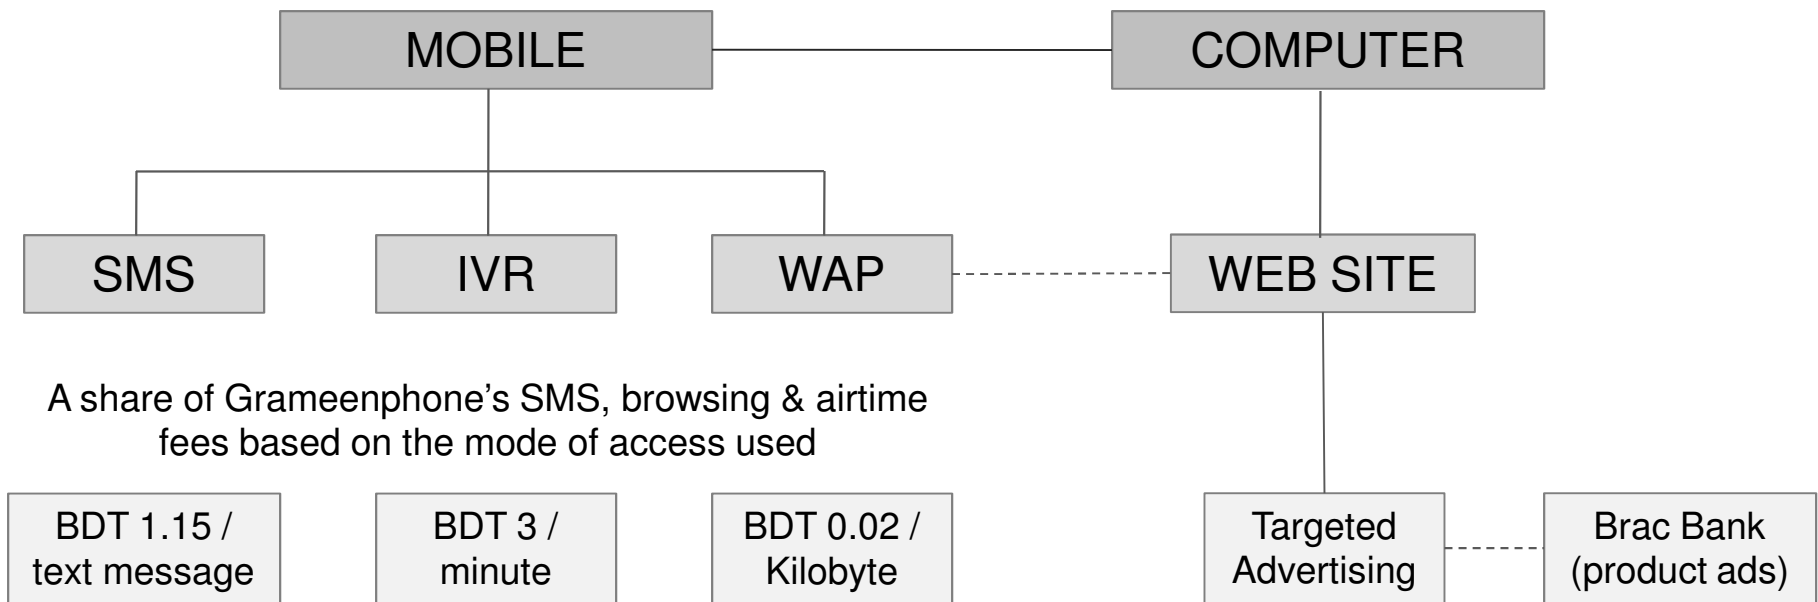 MOBILE
COMPUTER
SMS
IVR
WAP
WEB SITE
A share of Grameenphone’s SMS, browsing & airtime
fees based on the mode of access used
BDT 1.15 /
text message
BDT 3 /
minute
BDT 0.02 /
Kilobyte
Targeted
Advertising
Brac Bank
(product ads)